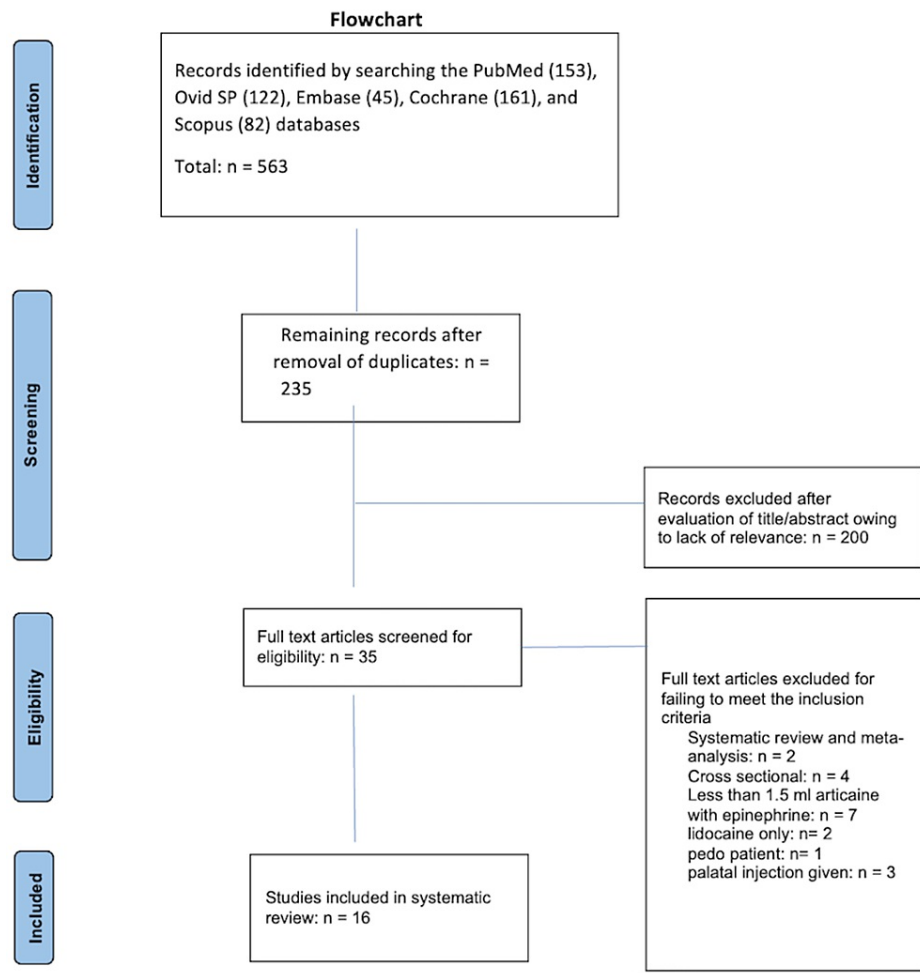 Flowchart
Identification
Records identified by searching the PubMed (153),
Ovid SP (122), Embase (45), Cochrane (161), and
Scopus (82) databases
Total: n = 563
Screening
Remaining records after
removal of duplicates: n =
235
Records excluded after
evaluation of title/abstract owing
to lack of relevance: n = 200
Eligibility
Full text articles screened for
eligibility: n = 35
Full text articles excluded for
failing to meet the inclusion
criteria
Systematic review and meta-
analysis: n = 2
Cross sectional: n = 4
Less than 1.5 ml articaine
with epinephrine: n = 7
lidocaine only: n= 2
pedo patient: n= 1
palatal injection given: n = 3
Included
Studies included in systematic
review: n = 16